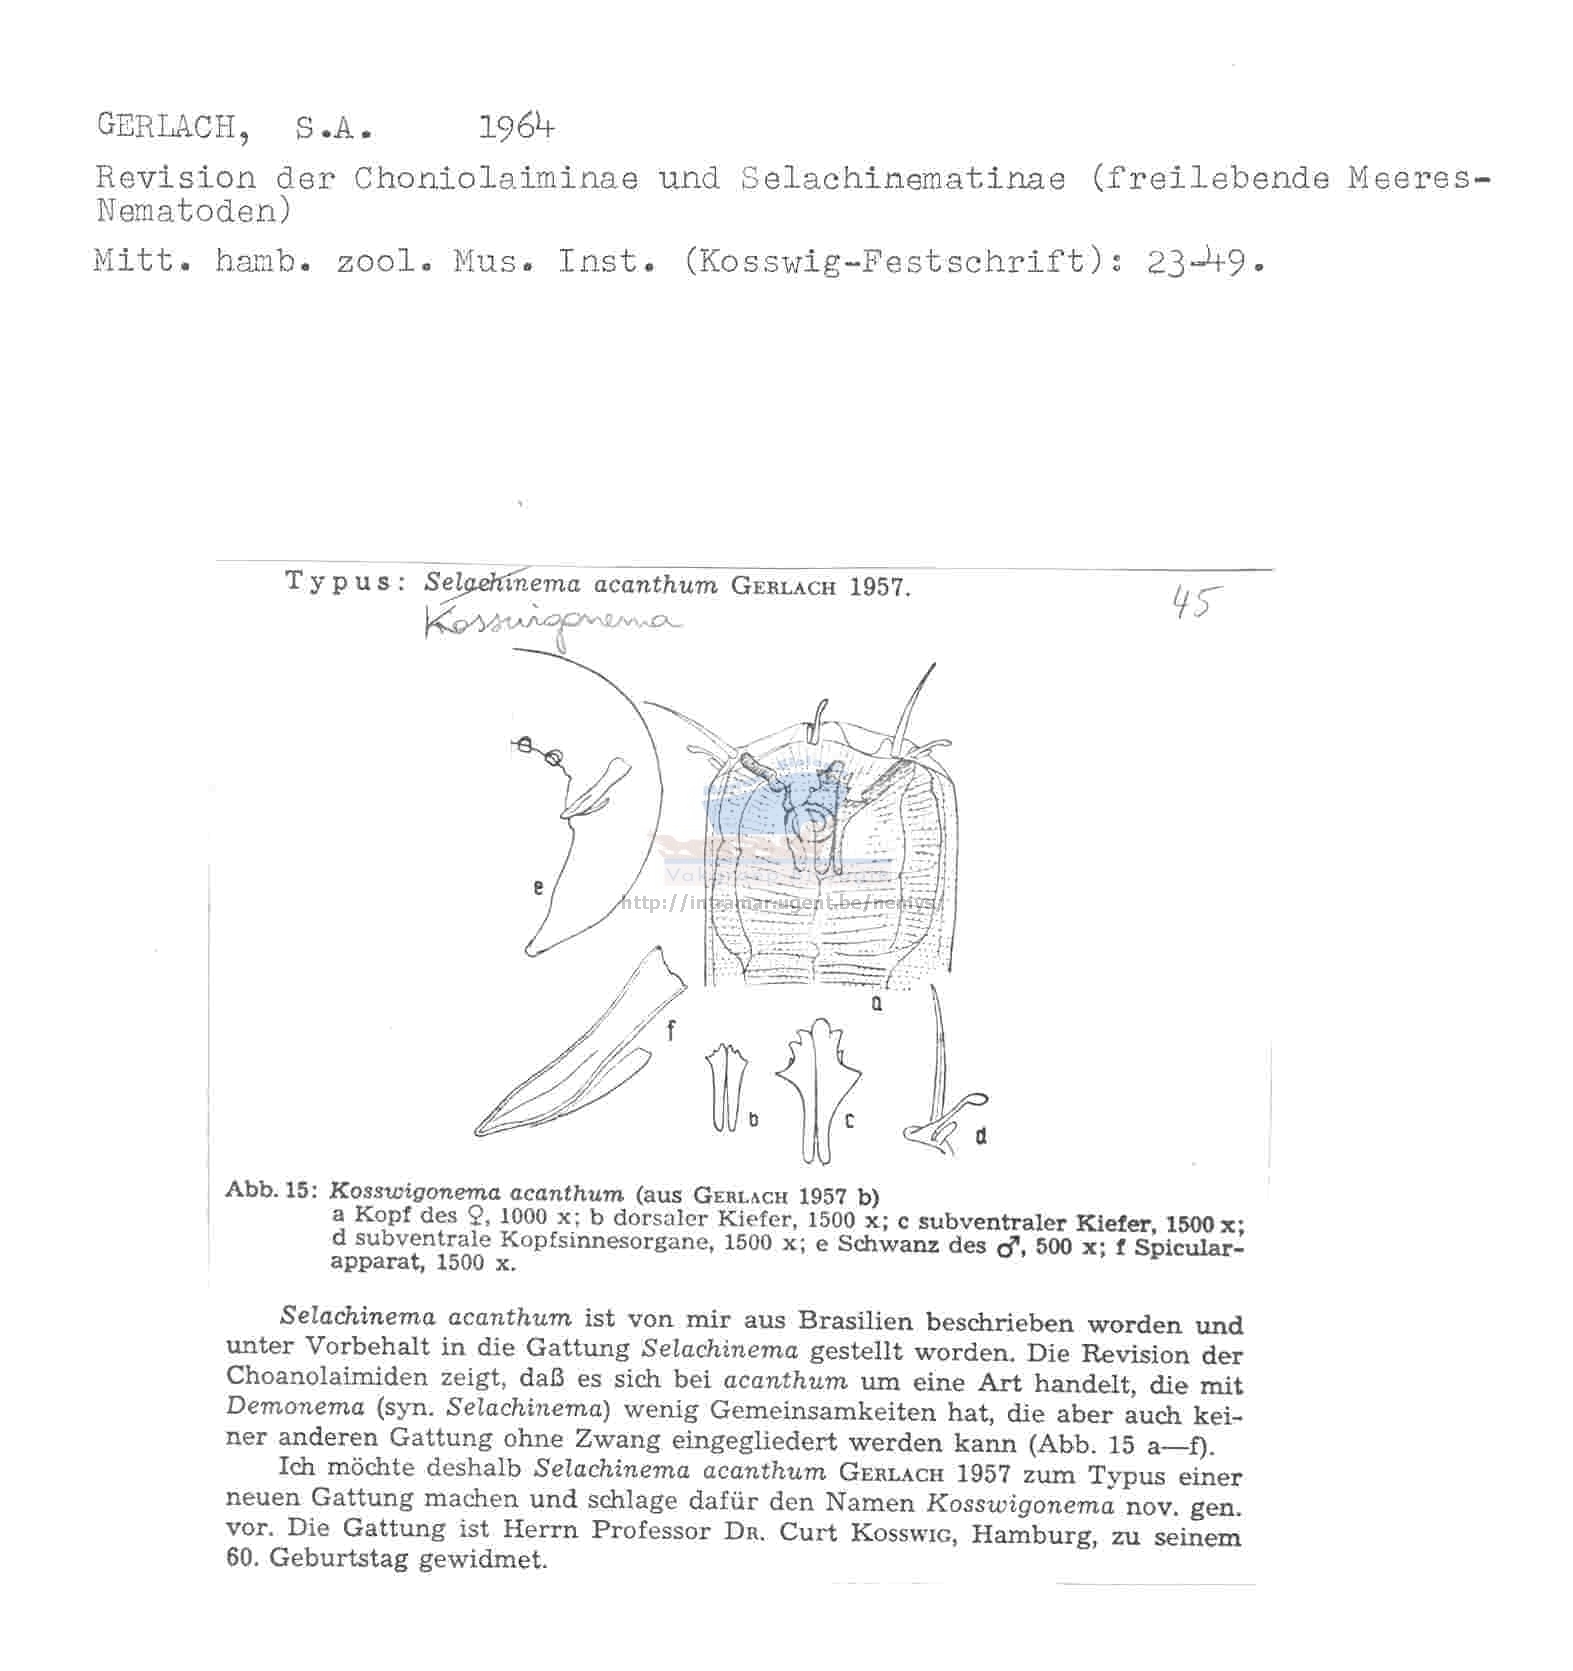 GERLACH, S.A. 1964
Revision der Choniolaiminae und Selachinematinae (freilebende Meeres-
Nematoden)
Mitt. hamb. zool. Mus. Inst. (Kosswig-Festschrift): 23-49.
Typus: Selachinema acanthum GERLACH 1957.
45
Kosswigonema
e
http://intramar.ugent.be/nemys/
a
f
b
c
d
Abb. 15: Kosswigonema acanthum (aus GERLACH 1957 b)
a Kopf des ♀, 1000 x; b dorsaler Kiefer, 1500 x; c subventraler Kiefer, 1500 x;
d subventrale Kopfsinnesorgane, 1500 x; e Schwanz des ♂, 500 x; f Spicular-
apparat, 1500 x.
Selachinema acanthum ist von mir aus Brasilien beschrieben worden und
unter Vorbehalt in die Gattung Selachinema gestellt worden. Die Revision der
Choanolaimiden zeigt, daß es sich bei acanthum um eine Art handelt, die mit
Demonema (syn. Selachinema) wenig Gemeinsamkeiten hat, die aber auch kei-
ner anderen Gattung ohne Zwang eingegliedert werden kann (Abb. 15 a—f).
Ich möchte deshalb Selachinema acanthum GERLACH 1957 zum Typus einer
neuen Gattung machen und schlage dafür den Namen Kosswigonema nov. gen.
vor. Die Gattung ist Herrn Professor DR. Curt KOSSWIG, Hamburg, zu seinem
60. Geburtstag gewidmet.